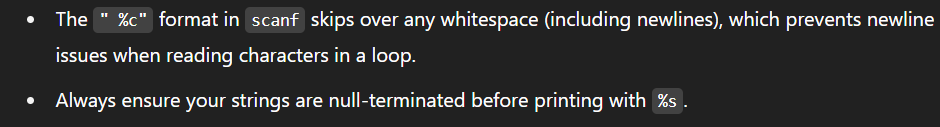 • The " %c" format in scanf skips over any whitespace (including newlines), which prevents newline
issues when reading characters in a loop.
• Always ensure your strings are null-terminated before printing with %s.